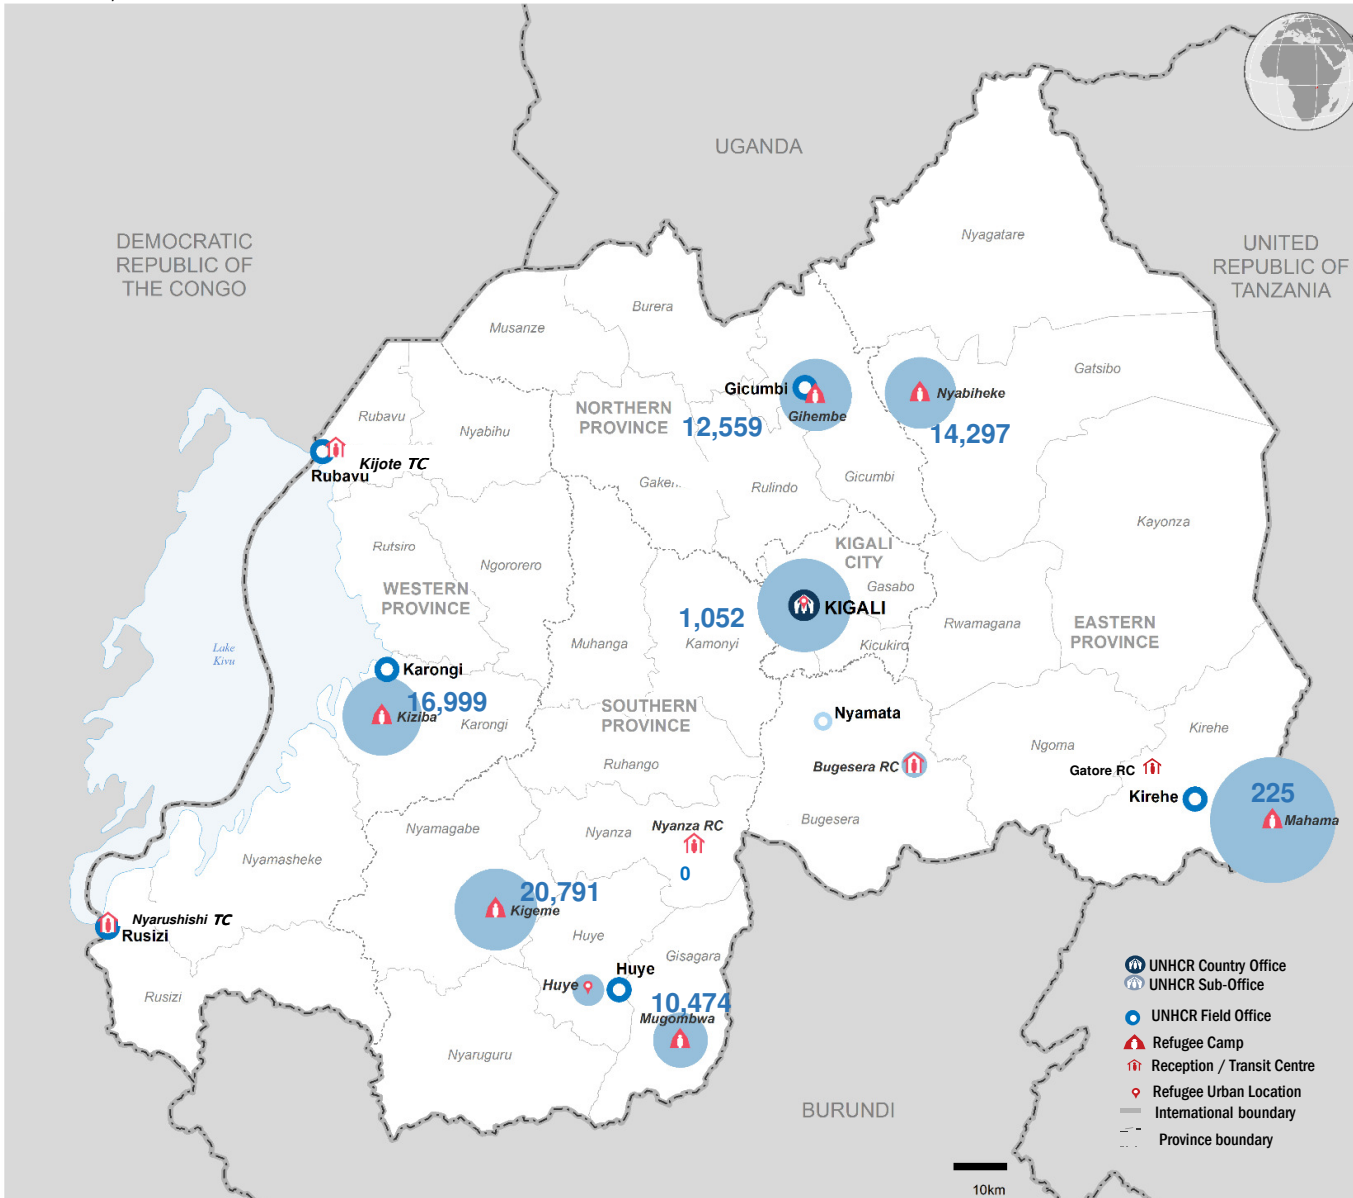 UGANDA
DEMOCRATIC
REPUBLIC OF
THE CONGO
UNITED
REPUBLIC OF
TANZANIA
Nyagatare
Burera
Musanze
Gatsibo
Gicumbi
Gihembe
Nyabiheke
NORTHERN
PROVINCE
12,559
14,297
Rubavu
Nyabihu
Kijote TC
Rubavu
Gaken
Rulindo
Gicumbi
Kayonza
Rutsiro
Ngororero
KIGALI
CITY
Gasabo
WESTERN
PROVINCE
KIGALI
1,052
Kamonyi
Muhanga
Kicukiro
Rwamagana
EASTERN
PROVINCE
Lake
Kivu
Karongi
16,999
Kiziba
Karongi
SOUTHERN
PROVINCE
Nyamata
Ruhango
Bugesera RC
Ngoma
Kirehe
Gatore RC
Kirehe
225
Mahama
Nyamagabe
Nyanza
Nyanza RC
0
Bugesera
Nyamasheke
20,791
Kigeme
Nyarushishi TC
Rusizi
Huye
Gisagara
Huye
Huye
10,474
Mugombwa
Rusizi
Nyaruguru
BURUNDI
UNHCR Country Office
UNHCR Sub-Office
UNHCR Field Office
Refugee Camp
Reception / Transit Centre
Refugee Urban Location
International boundary
Province boundary
10km